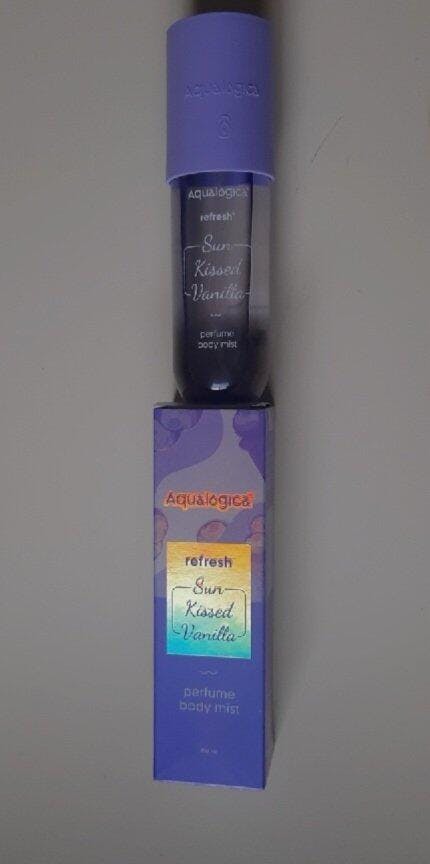 Aqualogica
Aqualogica
refresh
Sun
Kissed
Vanilla
perfume
body mist
Aqualogica
refresh
Sun
Kissed
Vanilla
perfume
body mist